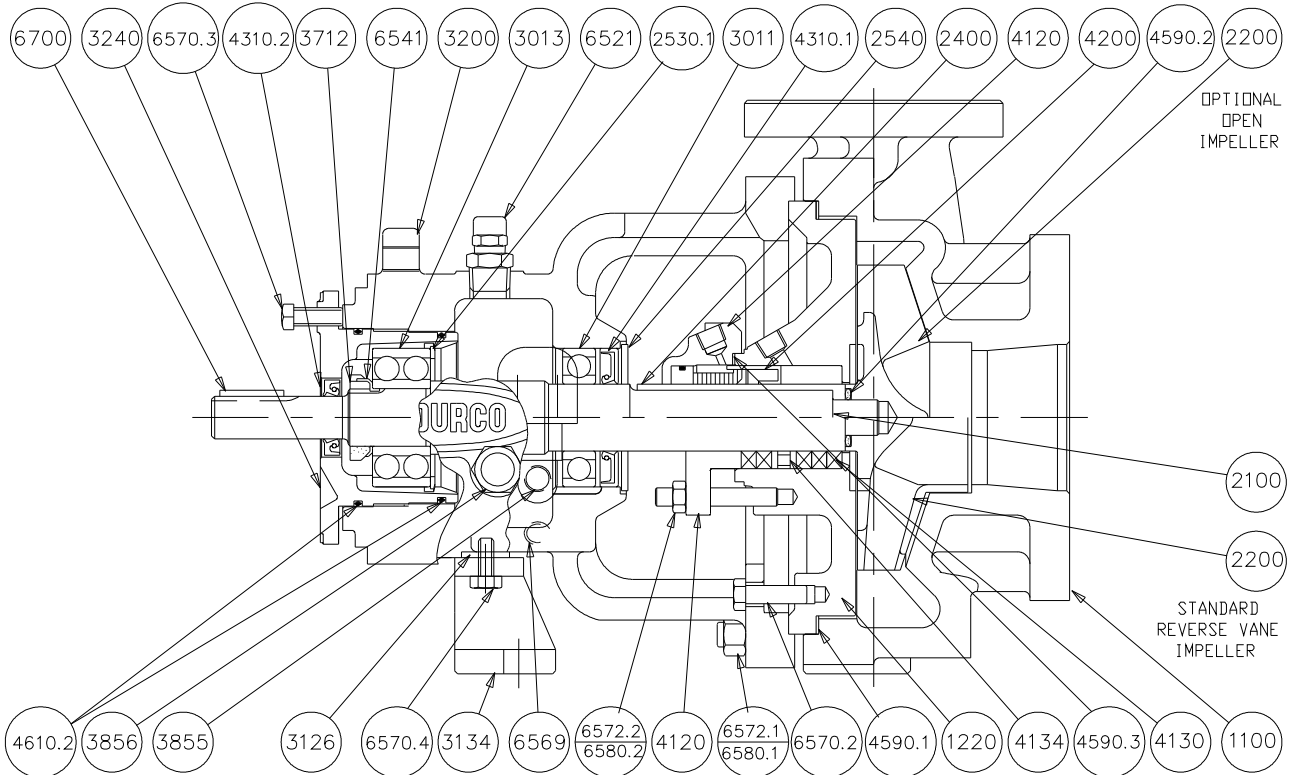 6700 3240 6570.3 4310.2 3712 6541 3200 3013 6521 2530.1 3011 4310.1 2540 2400 4120 4200 4590.2 2200
OPTIONAL
OPEN
IMPELLER
DURCO
2100
2200
STANDARD
REVERSE VANE
IMPELLER
4610.2 3856 3855 3126 6570.4 3134 6569 6572.2 4120 6572.1 6570.2 4590.1 1220 4134 4590.3 4130 1100
6580.2 6580.1